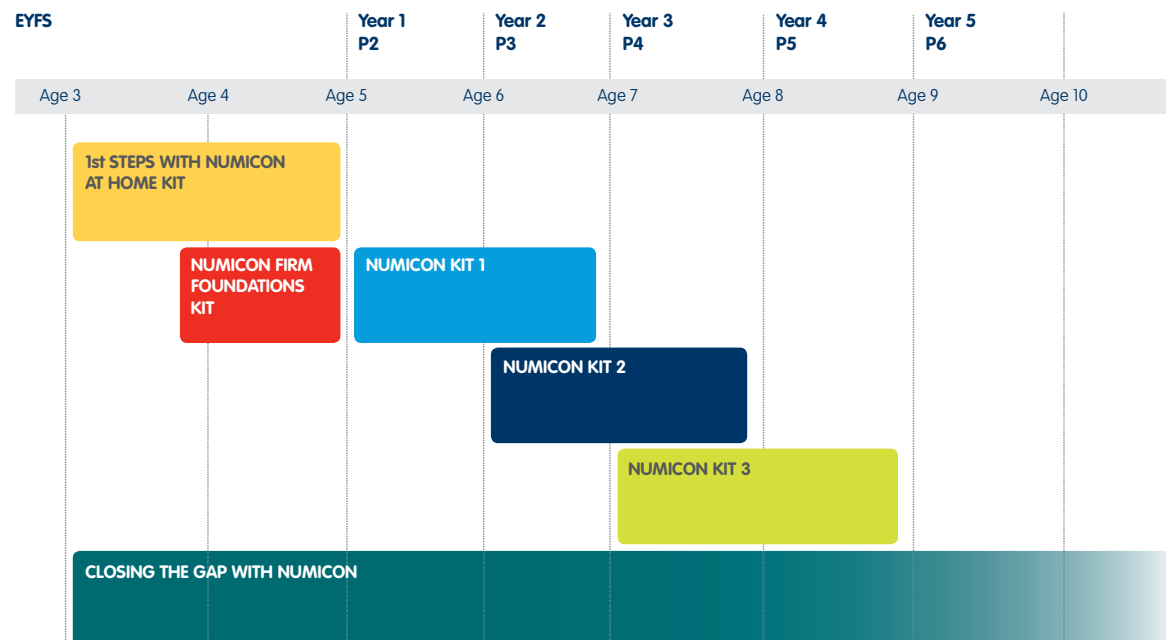 EYFS
Year 1
P2
Year 2
P3
Year 3
P4
Year 4
P5
Year 5
P6
Age 3
Age 4
Age 5
Age 6
Age 7
Age 8
Age 9
Age 10
1st STEPS WITH NUMICON
AT HOME KIT
NUMICON FIRM
FOUNDATIONS
KIT
NUMICON KIT 1
NUMICON KIT 2
NUMICON KIT 3
CLOSING THE GAP WITH NUMICON